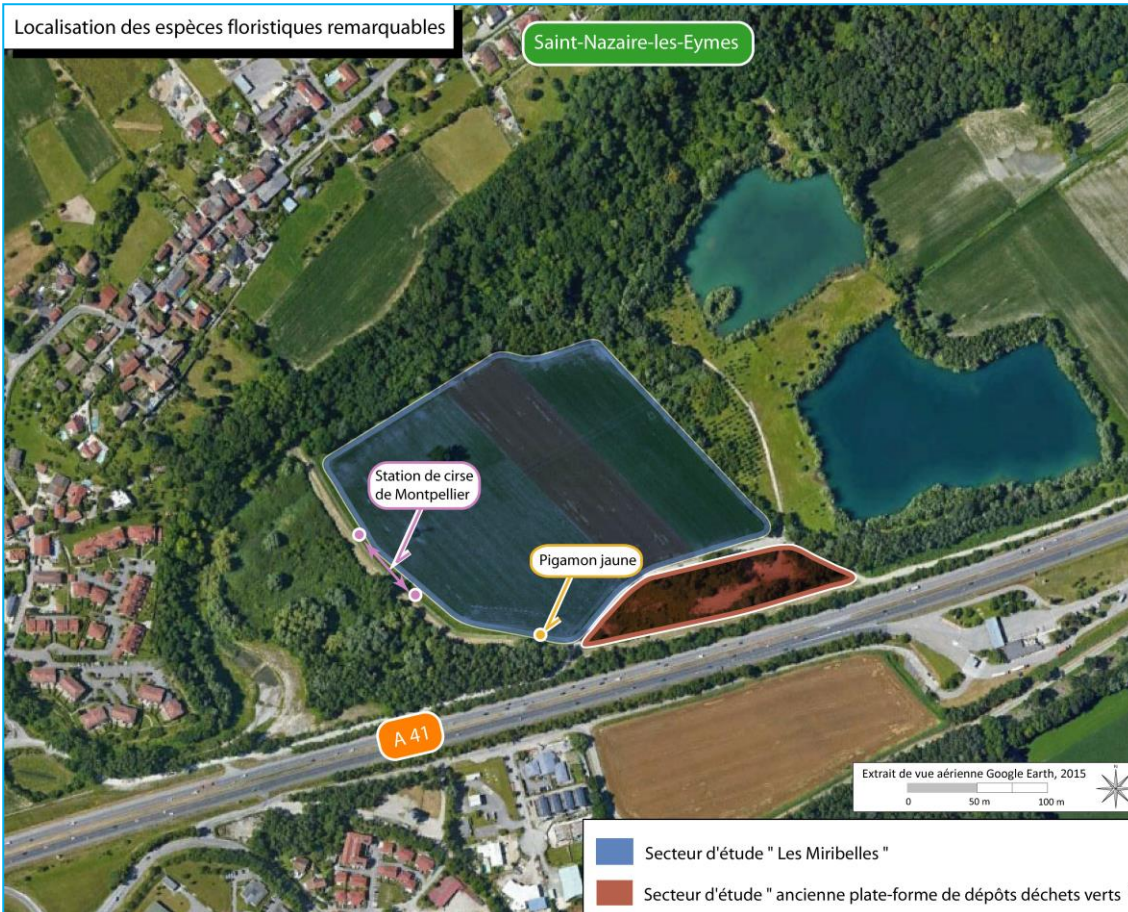 Localisation des espèces floristiques remarquables
Saint-Nazaire-les-Eymes
Station de cirse
de Montpellier
Pigamon jaune
A 41
Extrait de vue aérienne Google Earth, 2015
0 50 m 100 m
N
Secteur d'étude " Les Miribelles "
Secteur d'étude " ancienne plate-forme de dépôts déchets verts